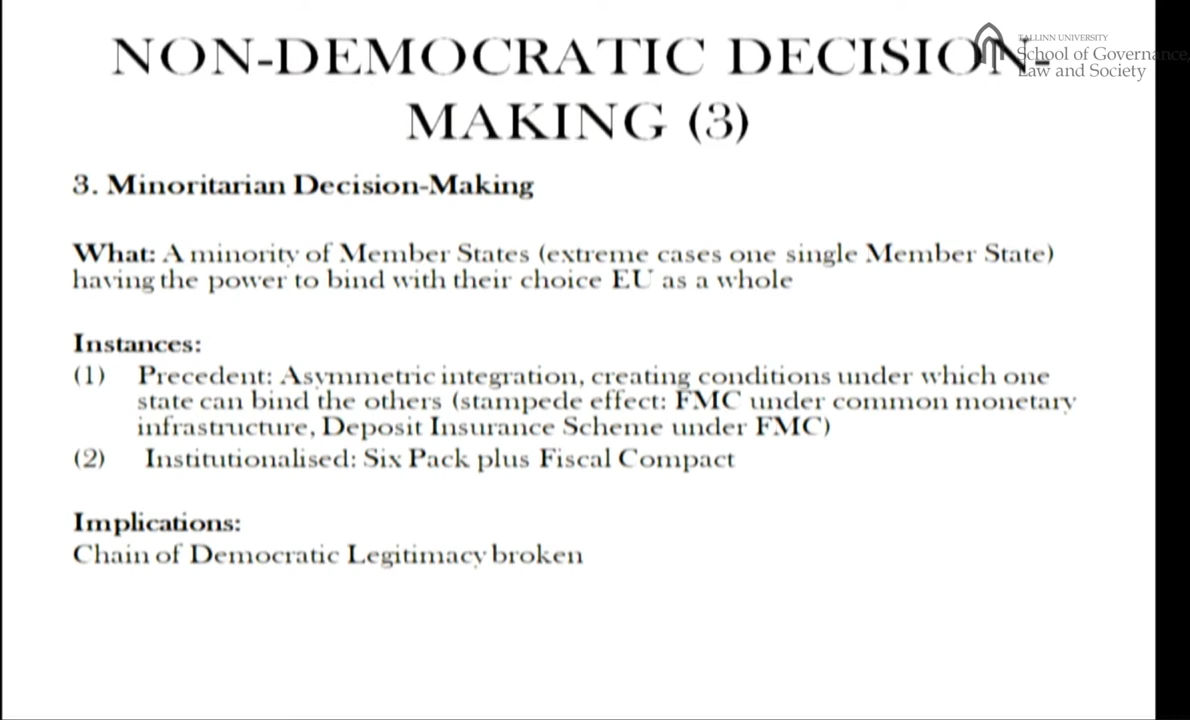 NON-DEMOCRATIC DECISION-
MAKING (3)
TALLINN UNIVERSITY
School of Governance,
Law and Society
3. Minoritarian Decision-Making
What: A minority of Member States (extreme cases one single Member State)
having the power to bind with their choice EU as a whole
Instances:
(1) Precedent: Asymmetric integration, creating conditions under which one
state can bind the others (stampede effect: FMC under common monetary
infrastructure, Deposit Insurance Scheme under FMC)
(2) Institutionalised: Six Pack plus Fiscal Compact
Implications:
Chain of Democratic Legitimacy broken